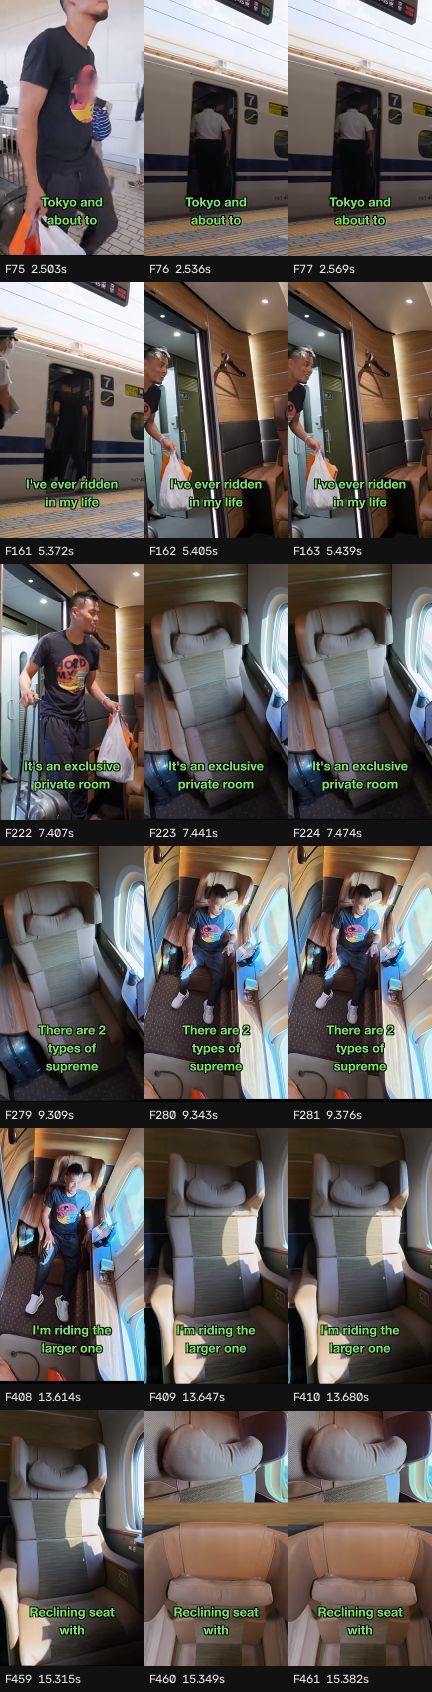 Tokyo and
about to
F75 2.503s
7
Tokyo and
about to
F76 2.536s
7
Tokyo and
about to
F77 2.569s
7
I've ever ridden
in my life
F161 5.372s
I've ever ridden
in my life
F162 5.405s
I've ever ridden
in my life
F163 5.439s
It's an exclusive
private room
F222 7.407s
It's an exclusive
private room
F223 7.441s
It's an exclusive
private room
F224 7.474s
There are 2
types of
supreme
F279 9.309s
There are 2
types of
supreme
F280 9.343s
There are 2
types of
supreme
F281 9.376s
I'm riding the
larger one
F408 13.614s
I'm riding the
larger one
F409 13.647s
I'm riding the
larger one
F410 13.680s
Reclining seat
with
F459 15.315s
Reclining seat
with
F460 15.349s
Reclining seat
with
F461 15.382s